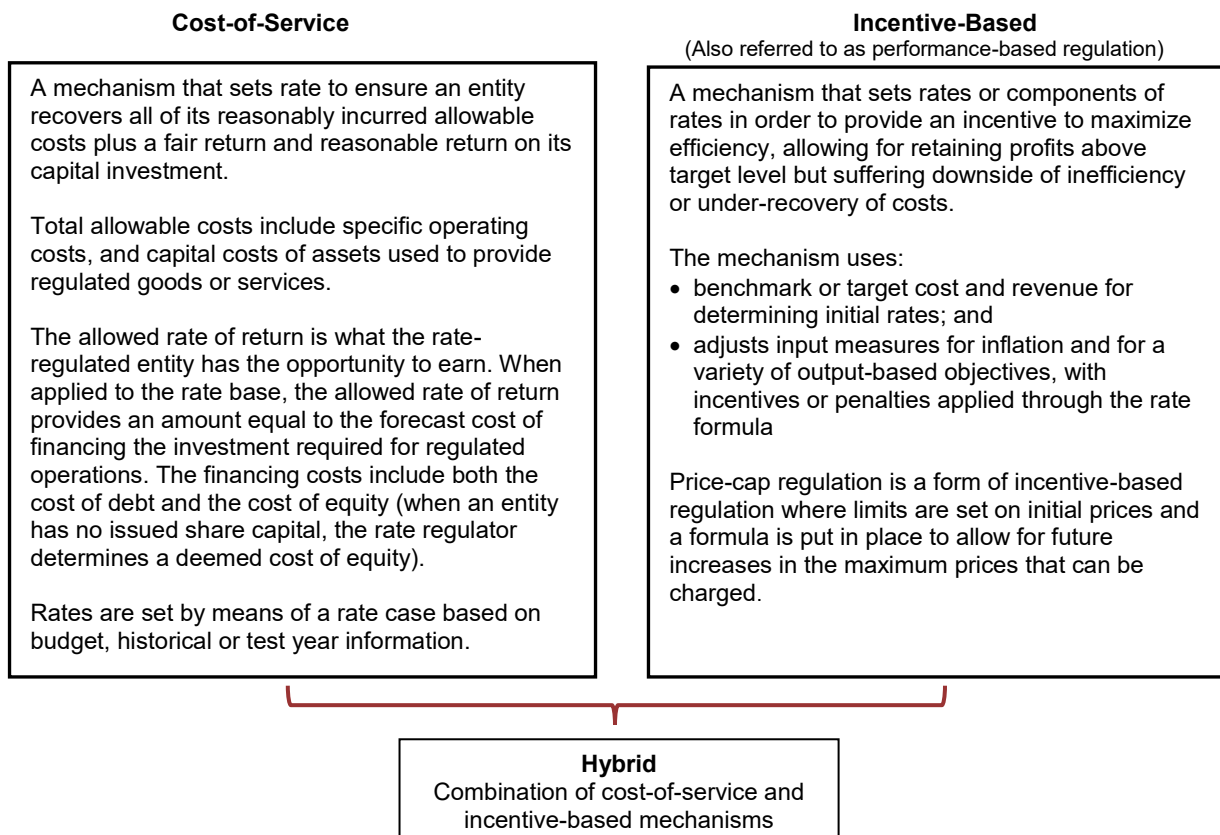 Cost-of-Service
A mechanism that sets rate to ensure an entity
recovers all of its reasonably incurred allowable
costs plus a fair return and reasonable return on its
capital investment.
Total allowable costs include specific operating
costs, and capital costs of assets used to provide
regulated goods or services.
The allowed rate of return is what the rate-
regulated entity has the opportunity to earn. When
applied to the rate base, the allowed rate of return
provides an amount equal to the forecast cost of
financing the investment required for regulated
operations. The financing costs include both the
cost of debt and the cost of equity (when an entity
has no issued share capital, the rate regulator
determines a deemed cost of equity).
Rates are set by means of a rate case based on
budget, historical or test year information.
Incentive-Based
(Also referred to as performance-based regulation)
A mechanism that sets rates or components of
rates in order to provide an incentive to maximize
efficiency, allowing for retaining profits above
target level but suffering downside of inefficiency
or under-recovery of costs.
The mechanism uses:
• benchmark or target cost and revenue for
determining initial rates; and
• adjusts input measures for inflation and for a
variety of output-based objectives, with
incentives or penalties applied through the rate
formula
Price-cap regulation is a form of incentive-based
regulation where limits are set on initial prices and
a formula is put in place to allow for future
increases in the maximum prices that can be
charged.
Hybrid
Combination of cost-of-service and
incentive-based mechanisms